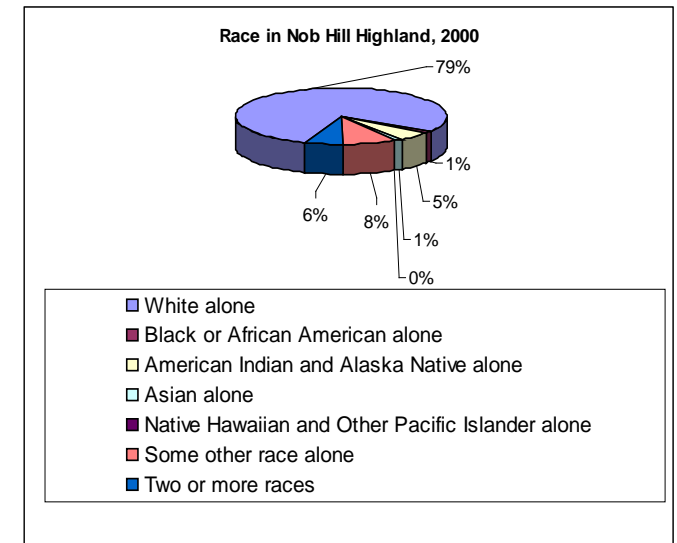 Race in Nob Hill Highland, 2000
79%
1%
5%
6%
8%
1%
0%
White alone
Black or African American alone
American Indian and Alaska Native alone
Asian alone
Native Hawaiian and Other Pacific Islander alone
Some other race alone
Two or more races